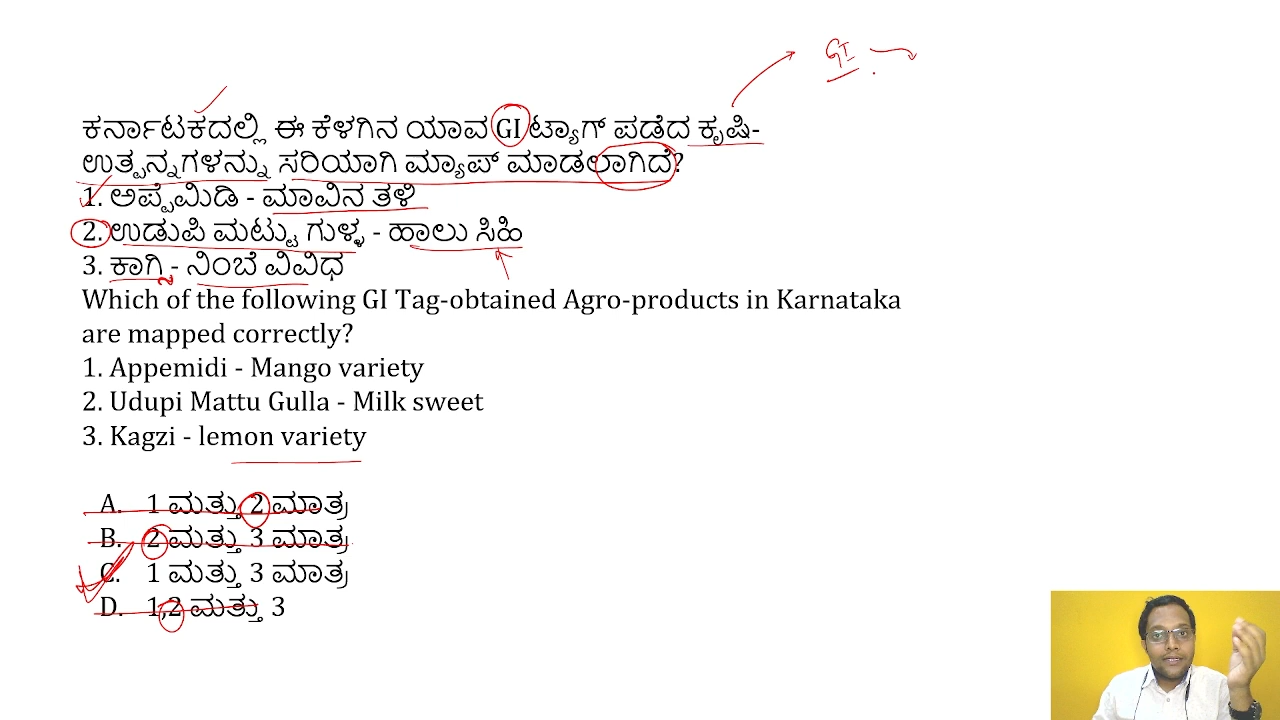 GI
ಕರ್ನಾಟಕದಲ್ಲಿ ಈ ಕೆಳಗಿನ ಯಾವ GI ಟ್ಯಾಗ್ ಪಡೆದ ಕೃಷಿ-
ಉತ್ಪನ್ನಗಳನ್ನು ಸರಿಯಾಗಿ ಮ್ಯಾಪ್ ಮಾಡಲಾಗಿದೆ?
1. ಅಪ್ಪೆಮಿಡಿ - ಮಾವಿನ ತಳಿ
2. ಉಡುಪಿ ಮಟ್ಟು ಗುಳ್ಳ - ಹಾಲು ಸಿಹಿ
3. ಕಾಗ್ಜಿ - ನಿಂಬೆ ವಿವಿಧ
Which of the following GI Tag-obtained Agro-products in Karnataka
are mapped correctly?
1. Appemidi - Mango variety
2. Udupi Mattu Gulla - Milk sweet
3. Kagzi - lemon variety
A. 1 ಮತ್ತು 2 ಮಾತ್ರ
B. 2 ಮತ್ತು 3 ಮಾತ್ರ
C. 1 ಮತ್ತು 3 ಮಾತ್ರ
D. 1,2 ಮತ್ತು 3